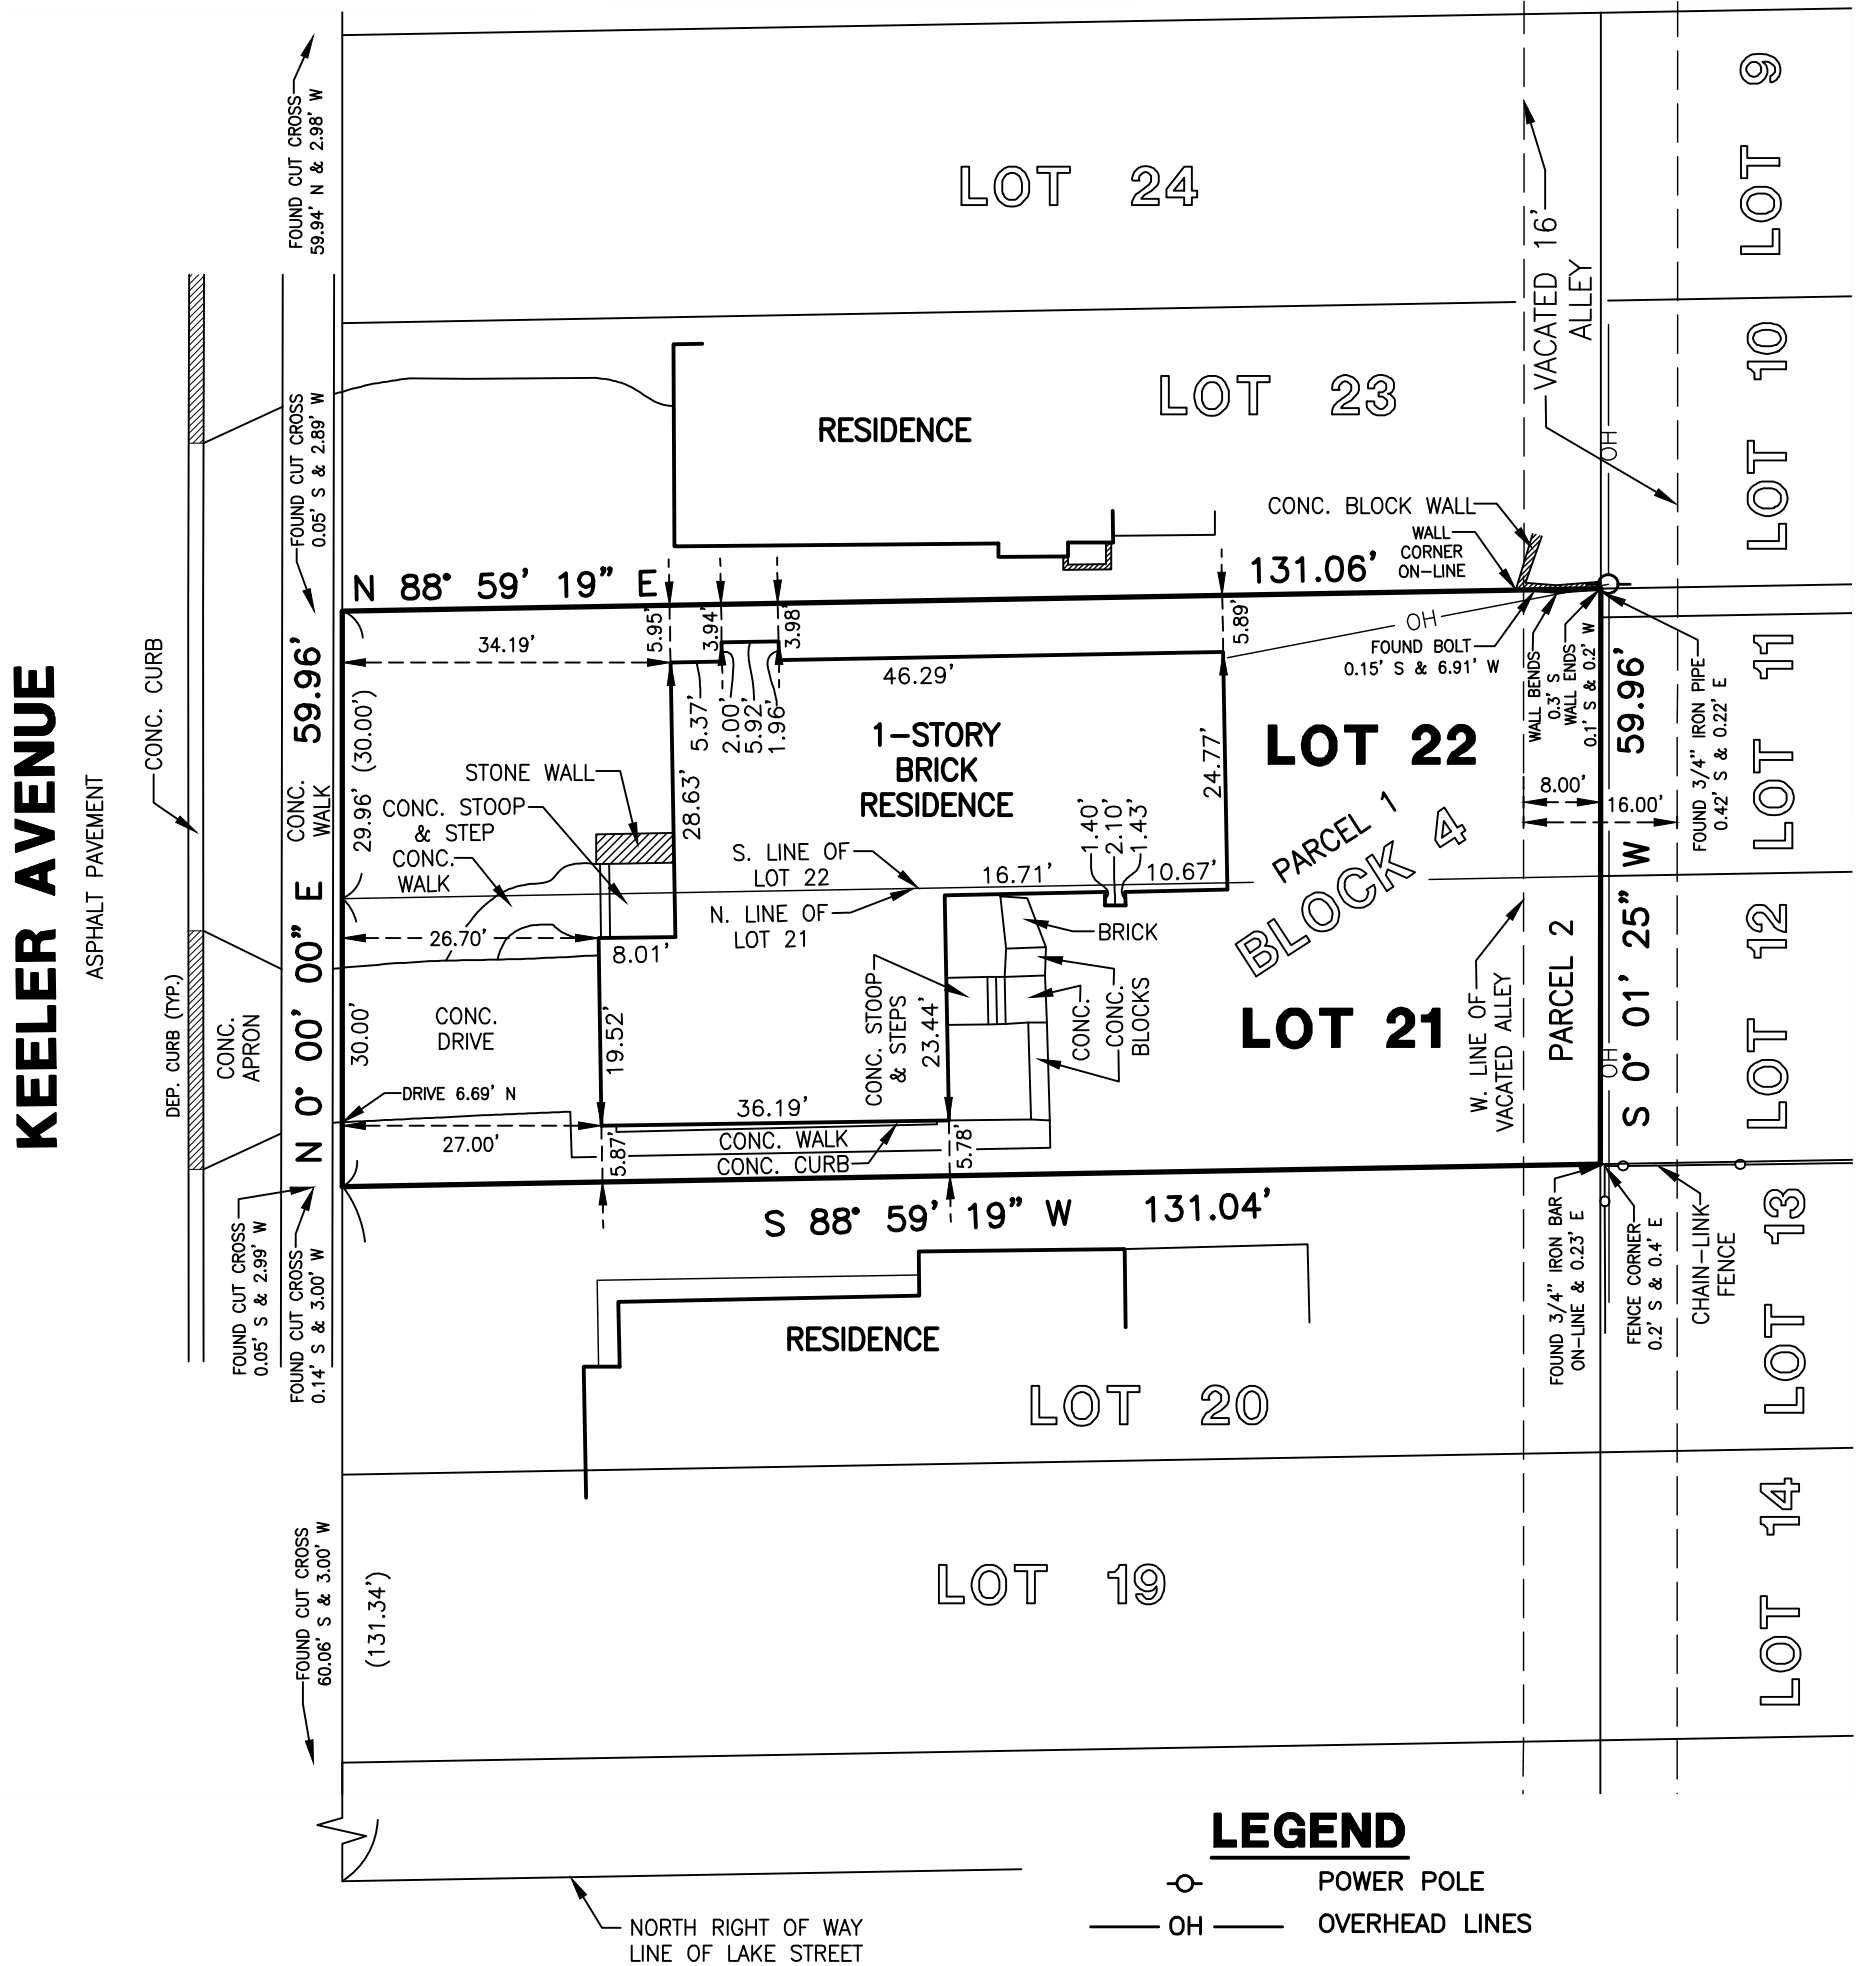 FOUND CUT CROSS
59.94' N & 2.98' W
LOT 24
LOT 9
VACATED 16'
ALLEY
FOUND CUT CROSS
0.05' S & 2.89' W
RESIDENCE
LOT 23
LOT 10
OH
CONC. BLOCK WALL
WALL
CORNER
ON-LINE
N 88° 59' 19" E
131.06'
KEELER AVENUE
ASPHALT PAVEMENT
CONC. CURB
DEP. CURB (TYP.)
CONC.
APRON
CONC.
WALK
N 0° 00' 00" E 59.96'
29.96' (30.00')
30.00'
34.19'
5.95'
3.94'
3.98'
5.89'
46.29'
5.37'
2.00'
5.92'
1.96'
28.63'
24.77'
OH
FOUND BOLT
0.15' S & 6.91' W
WALL BENDS
0.3' S
WALL ENDS
0.1' S & 0.2' W
FOUND 3/4" IRON PIPE
0.42' S & 0.22' E
LOT 11
59.96'
1-STORY
BRICK
RESIDENCE
LOT 22
STONE WALL
CONC. STOOP
& STEP
CONC.
WALK
S. LINE OF
LOT 22
N. LINE OF
LOT 21
16.71'
1.40'
2.10'
1.43'
10.67'
PARCEL 1
BLOCK 4
8.00'
16.00'
26.70'
8.01'
BRICK
CONC. STOOP
& STEPS
CONC.
CONC.
BLOCKS
23.44'
19.52'
CONC.
DRIVE
LOT 21
W. LINE OF
VACATED ALLEY
PARCEL 2
OH
S 0° 01' 25" W
LOT 12
DRIVE 6.69' N
27.00'
36.19'
CONC. WALK
CONC. CURB
5.87'
5.78'
S 88° 59' 19" W
131.04'
FOUND CUT CROSS
0.05' S & 2.99' W
FOUND CUT CROSS
0.14' S & 3.00' W
FOUND 3/4" IRON BAR
ON-LINE & 0.23' E
FENCE CORNER
0.2' S & 0.4' E
CHAIN-LINK
FENCE
LOT 13
RESIDENCE
LOT 20
LOT 14
FOUND CUT CROSS
60.06' S & 3.00' W
(131.34')
LOT 19
NORTH RIGHT OF WAY
LINE OF LAKE STREET
LEGEND
POWER POLE
OH OVERHEAD LINES